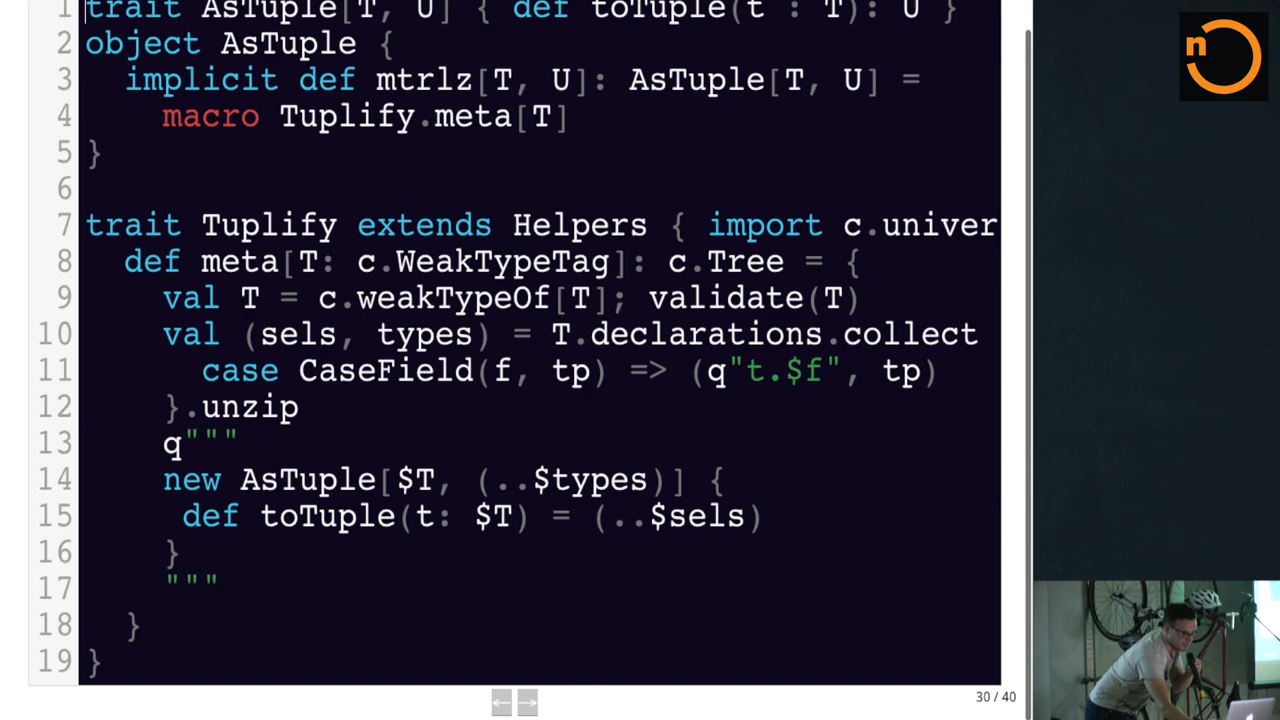 1 trait AsTuple[T, U] { def toTuple(t : T): U }
2 object AsTuple {
3 implicit def mtrlz[T, U]: AsTuple[T, U] =
4 macro Tuplify.meta[T]
5 }
6
7 trait Tuplify extends Helpers { import c.univer
8 def meta[T: c.WeakTypeTag]: c.Tree = {
9 val T = c.weakTypeOf[T]; validate(T)
10 val (sels, types) = T.declarations.collect
11 case CaseField(f, tp) => (q"t.$f", tp)
12 }.unzip
13 q"""
14 new AsTuple[$T, (..$types)] {
15 def toTuple(t: $T) = (..$sels)
16 }
17 """
18 }
19 }
← →
30 / 40
n